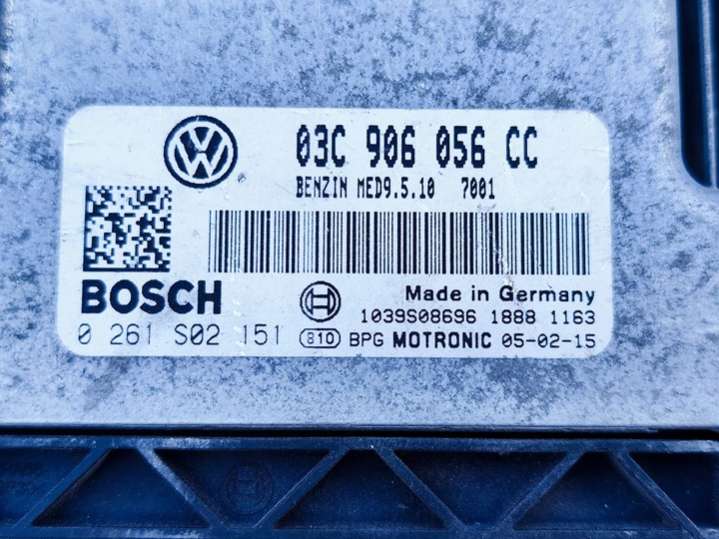 03C 906 056 CC
BENZIN MED9.5.10 7001
BOSCH
Made in Germany
1039S08696 1888 1163
0 261 S02 151
810 BPG MOTRONIC 05-02-15